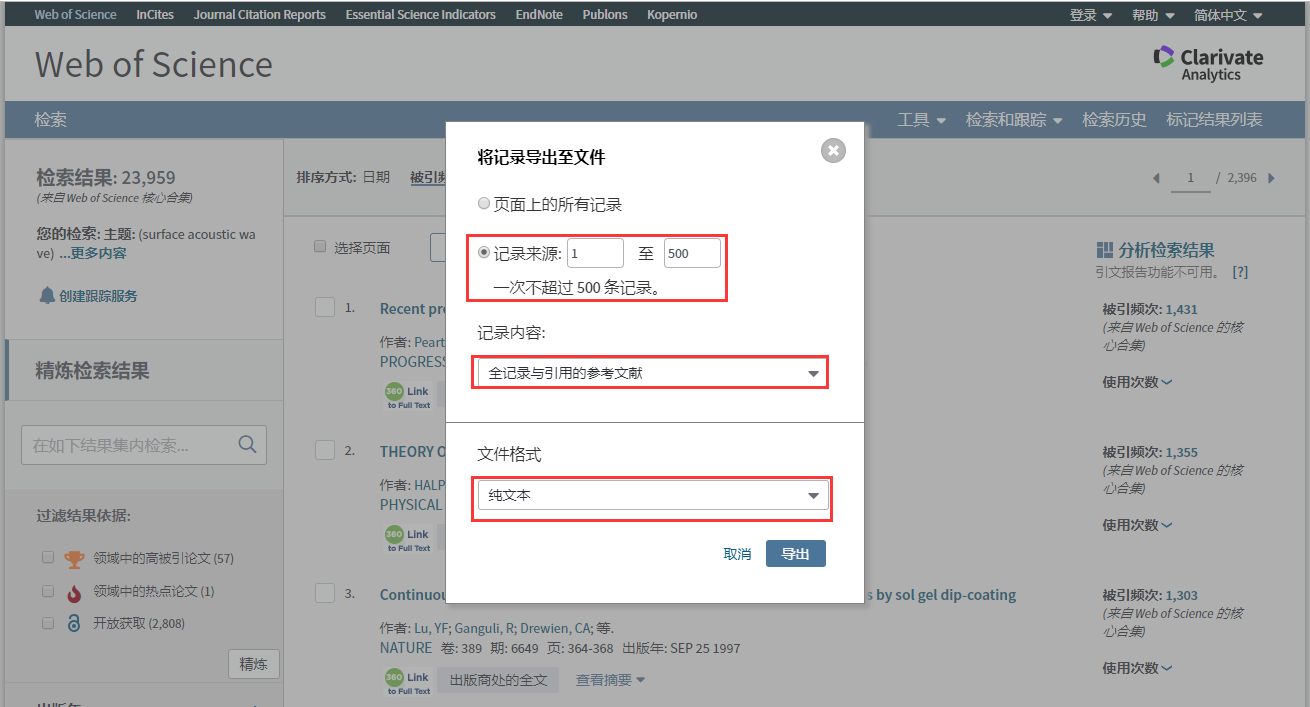 Web of Science InCites Journal Citation Reports Essential Science Indicators EndNote Publons Kopernio 登录 帮助 简体中文
Web of Science
Clarivate
Analytics
检索 工具 检索和跟踪 检索历史 标记结果列表
检索结果: 23,959
(来自 Web of Science 核心合集)
您的检索: 主题: (surface acoustic wa
ve) ...更多内容
创建跟踪服务
精炼检索结果
在如下结果集内检索...
过滤结果依据:
领域中的高被引论文 (57)
领域中的热点论文 (1)
开放获取 (2,808)
精炼
排序方式: 日期
1 / 2,396
选择页面
1. Recent
作者:
PROGRESS
360 Link
to Full Text
2. THEORY
作者:
PHYSICAL
360 Link
to Full Text
3. by sol gel dip-coating
作者: Lu, YF; Ganguli, R; Drewien, CA; 等.
NATURE 卷: 389 期: 6649 页: 364-368 出版年: SEP 25 1997
360 Link
to Full Text
出版商处的全文 查看摘要
将记录导出至文件
页面上的所有记录
记录来源: 1 至 500
一次不超过 500 条记录。
记录内容:
全记录与引用的参考文献
文件格式
纯文本
取消 导出
分析检索结果
引文报告功能不可用。 [?]
被引频次: 1,431
(来自 Web of Science 的核
心合集)
使用次数
被引频次: 1,355
(来自 Web of Science 的核
心合集)
使用次数
被引频次: 1,303
(来自 Web of Science 的核
心合集)
使用次数